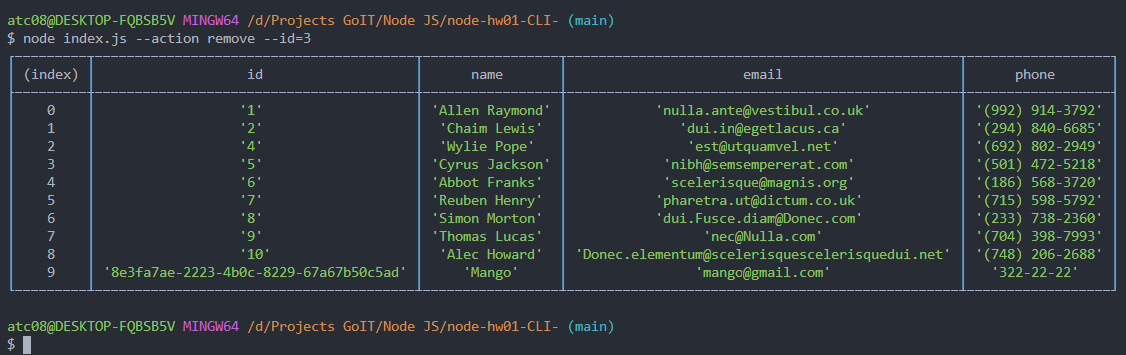 atc08@DESKTOP-FQBSB5V MINGW64 /d/Projects GoIT/Node JS/node-hw01-CLI- (main)
$ node index.js --action remove --id=3
(index) id name email phone
0 '1' 'Allen Raymond' 'nulla.ante@vestibul.co.uk' '(992) 914-3792'
1 '2' 'Chaim Lewis' 'dui.in@egetlacus.ca' '(294) 840-6685'
2 '4' 'Wylie Pope' 'est@utquamvel.net' '(692) 802-2949'
3 '5' 'Cyrus Jackson' 'nibh@semsempererat.com' '(501) 472-5218'
4 '6' 'Abbot Franks' 'scelerisque@magnis.org' '(186) 568-3720'
5 '7' 'Reuben Henry' 'pharetra.ut@dictum.co.uk' '(715) 598-5792'
6 '8' 'Simon Morton' 'dui.Fusce.diam@Donec.com' '(233) 738-2360'
7 '9' 'Thomas Lucas' 'nec@Nulla.com' '(704) 398-7993'
8 '10' 'Alec Howard' 'Donec.elementum@scelerisquescelerisquedui.net' '(748) 206-2688'
9 '8e3fa7ae-2223-4b0c-8229-67a67b50c5ad' 'Mango' 'mango@gmail.com' '322-22-22'
atc08@DESKTOP-FQBSB5V MINGW64 /d/Projects GoIT/Node JS/node-hw01-CLI- (main)
$